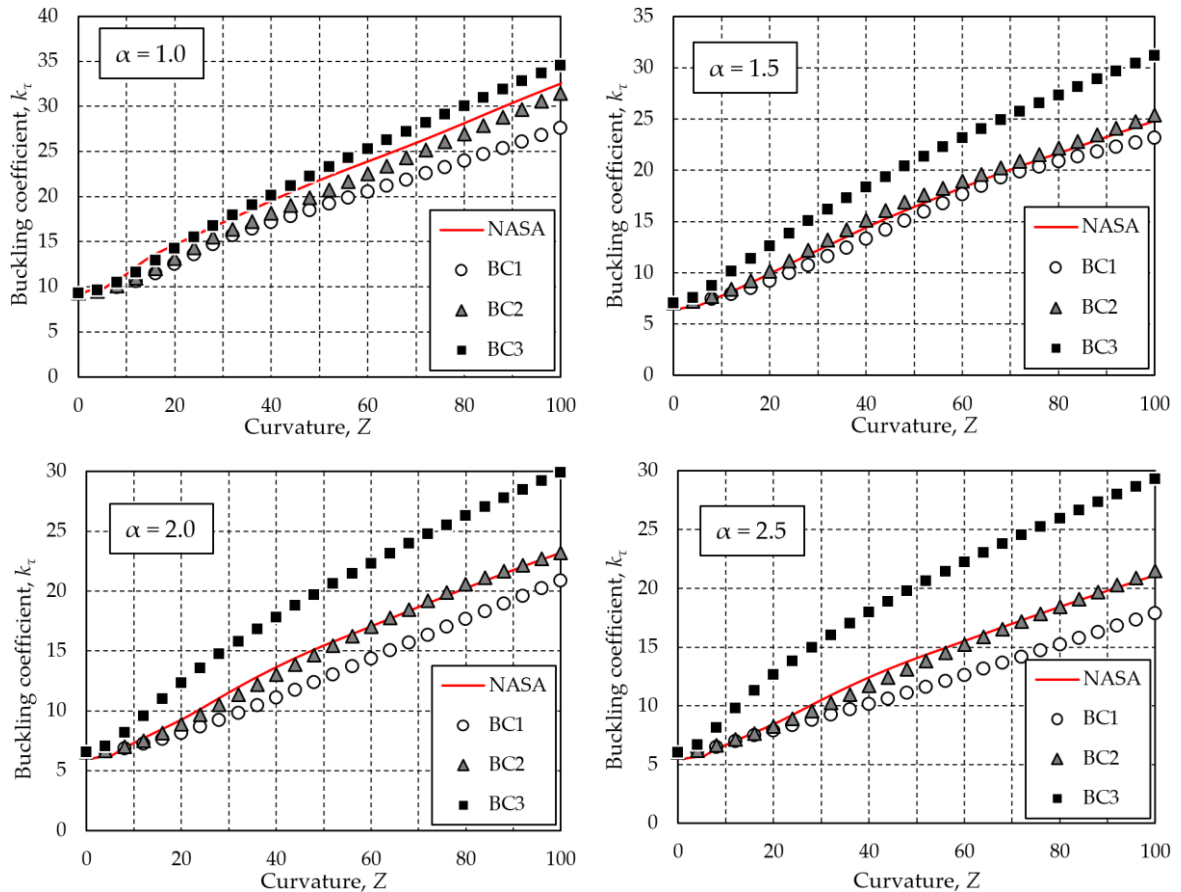 40
35
30
25
20
15
10
5
0
Buckling coefficient, kτ
α = 1.0
NASA
BC1
BC2
BC3
0 20 40 60 80 100
Curvature, Z
35
30
25
20
15
10
5
0
Buckling coefficient, kτ
α = 1.5
NASA
BC1
BC2
BC3
0 20 40 60 80 100
Curvature, Z
30
25
20
15
10
5
0
Buckling coefficient, kτ
α = 2.0
NASA
BC1
BC2
BC3
0 20 40 60 80 100
Curvature, Z
30
25
20
15
10
5
0
Buckling coefficient, kτ
α = 2.5
NASA
BC1
BC2
BC3
0 20 40 60 80 100
Curvature, Z